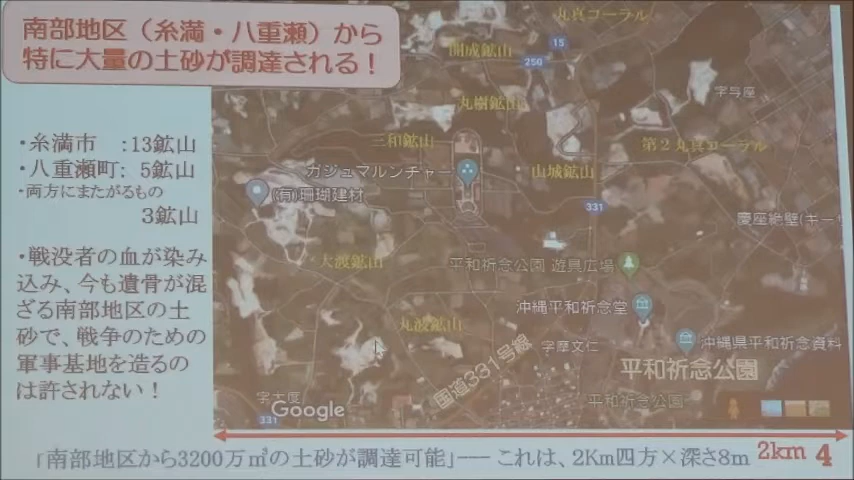 南部地区（糸満・八重瀬）から
特に大量の土砂が調達される！
・糸満市　：13鉱山
・八重瀬町：5鉱山
・両方にまたがるもの
3鉱山
・戦没者の血が染み
込み、今も遺骨が混
ざる南部地区の土
砂で、戦争のための
軍事基地を造るの
は許されない！
丸真コーラル
開成鉱山
15
250
丸樹鉱山
字与座
三和鉱山
第２丸真コーラル
ガジュマルンチャー
山城鉱山
(有)珊瑚建材
331
慶座絶壁(ギー
大渡鉱山
平和祈念公園 遊具広場
沖縄平和祈念堂
丸波鉱山
字摩文仁
沖縄県平和祈念資料
国道331号線
平和祈念公園
平和祈念公園
字大度
Google
331
2km 4
「南部地区から3200万㎥の土砂が調達可能」── これは、2Km四方×深さ8m